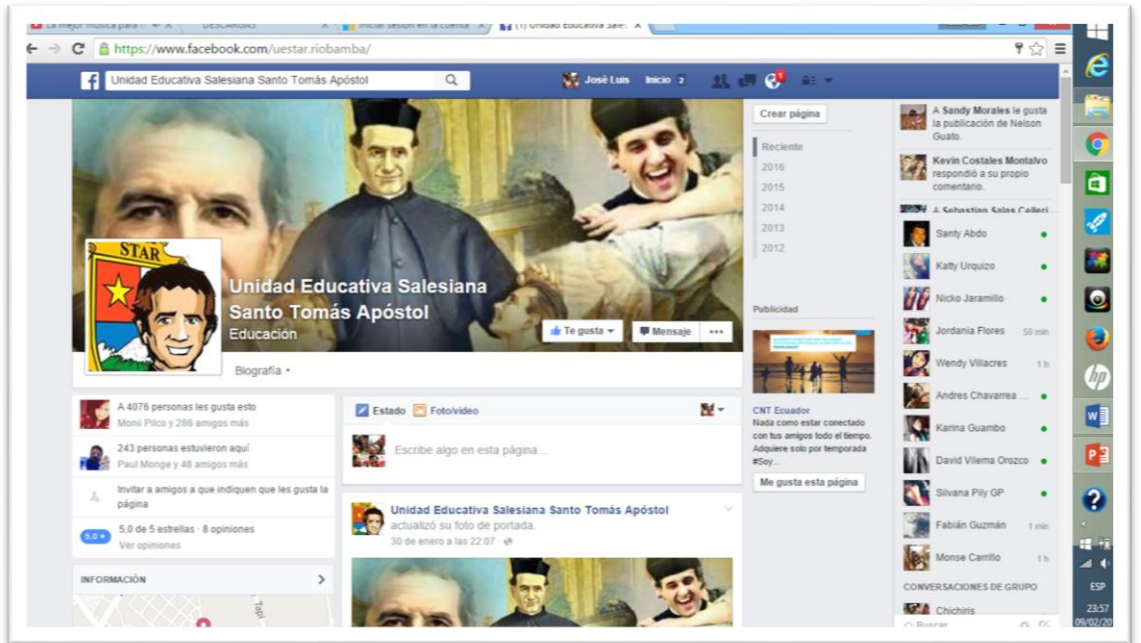 La mejor música para
DESCARGAS
Iniciar sesión en la cuenta
(1) Unidad Educativa Sale
https://www.facebook.com/uestar.riobamba/
Unidad Educativa Salesiana Santo Tomás Apóstol
José Luis
Inicio 2
1
STAR
Unidad Educativa Salesiana
Santo Tomás Apóstol
Educación
Te gusta
Mensaje
Biografía
A 4076 personas les gusta esto
Monii Pilco y 286 amigos más
243 personas estuvieron aquí
Paul Monge y 48 amigos más
Invitar a amigos a que indiquen que les gusta la
página
5,0
5,0 de 5 estrellas · 8 opiniones
Ver opiniones
INFORMACIÓN
Tapi
Estado
Foto/video
Escribe algo en esta página...
Unidad Educativa Salesiana Santo Tomás Apóstol
actualizó su foto de portada.
30 de enero a las 22:07 ·
Crear página
Reciente
2016
2015
2014
2013
2012
Publicidad
CNT Ecuador
Nada como estar conectado
con tus amigos todo el tiempo.
Adquiere solo por temporada
#Soy...
Me gusta esta página
A Sandy Morales le gusta
la publicación de Nelson
Guato.
Kevin Costales Montalvo
respondió a su propio
comentario.
A Sebastian Salas Celleri
Santy Abdo
Katty Urquizo
Nicko Jaramillo
Jordania Flores 50 min
Wendy Villacres 1 h
Andres Chavarrea ...
Karina Guambo
David Vilema Orozco
Silvana Pily GP
Fabián Guzmán 1 min
Monse Carrillo 1 h
CONVERSACIONES DE GRUPO
Chichiris
Buscar
hp
ESP
23:57
09/02/20